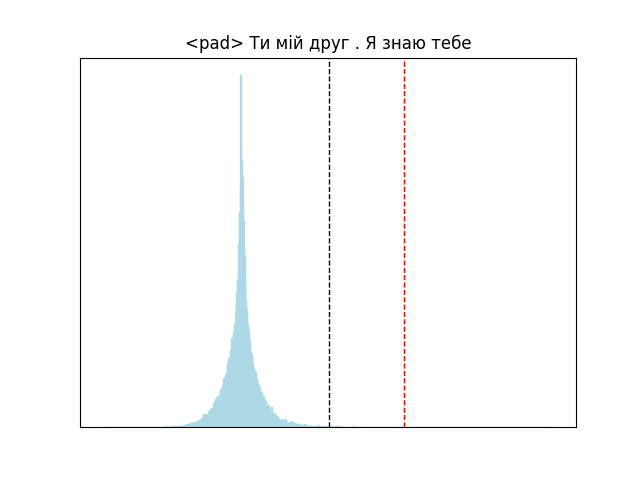 <pad> Ти мій друг . Я знаю тебе